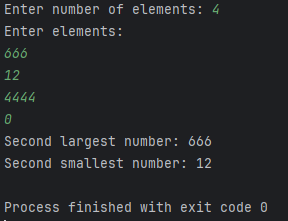 Enter number of elements: 4
Enter elements:
666
12
4444
0
Second largest number: 666
Second smallest number: 12
Process finished with exit code 0